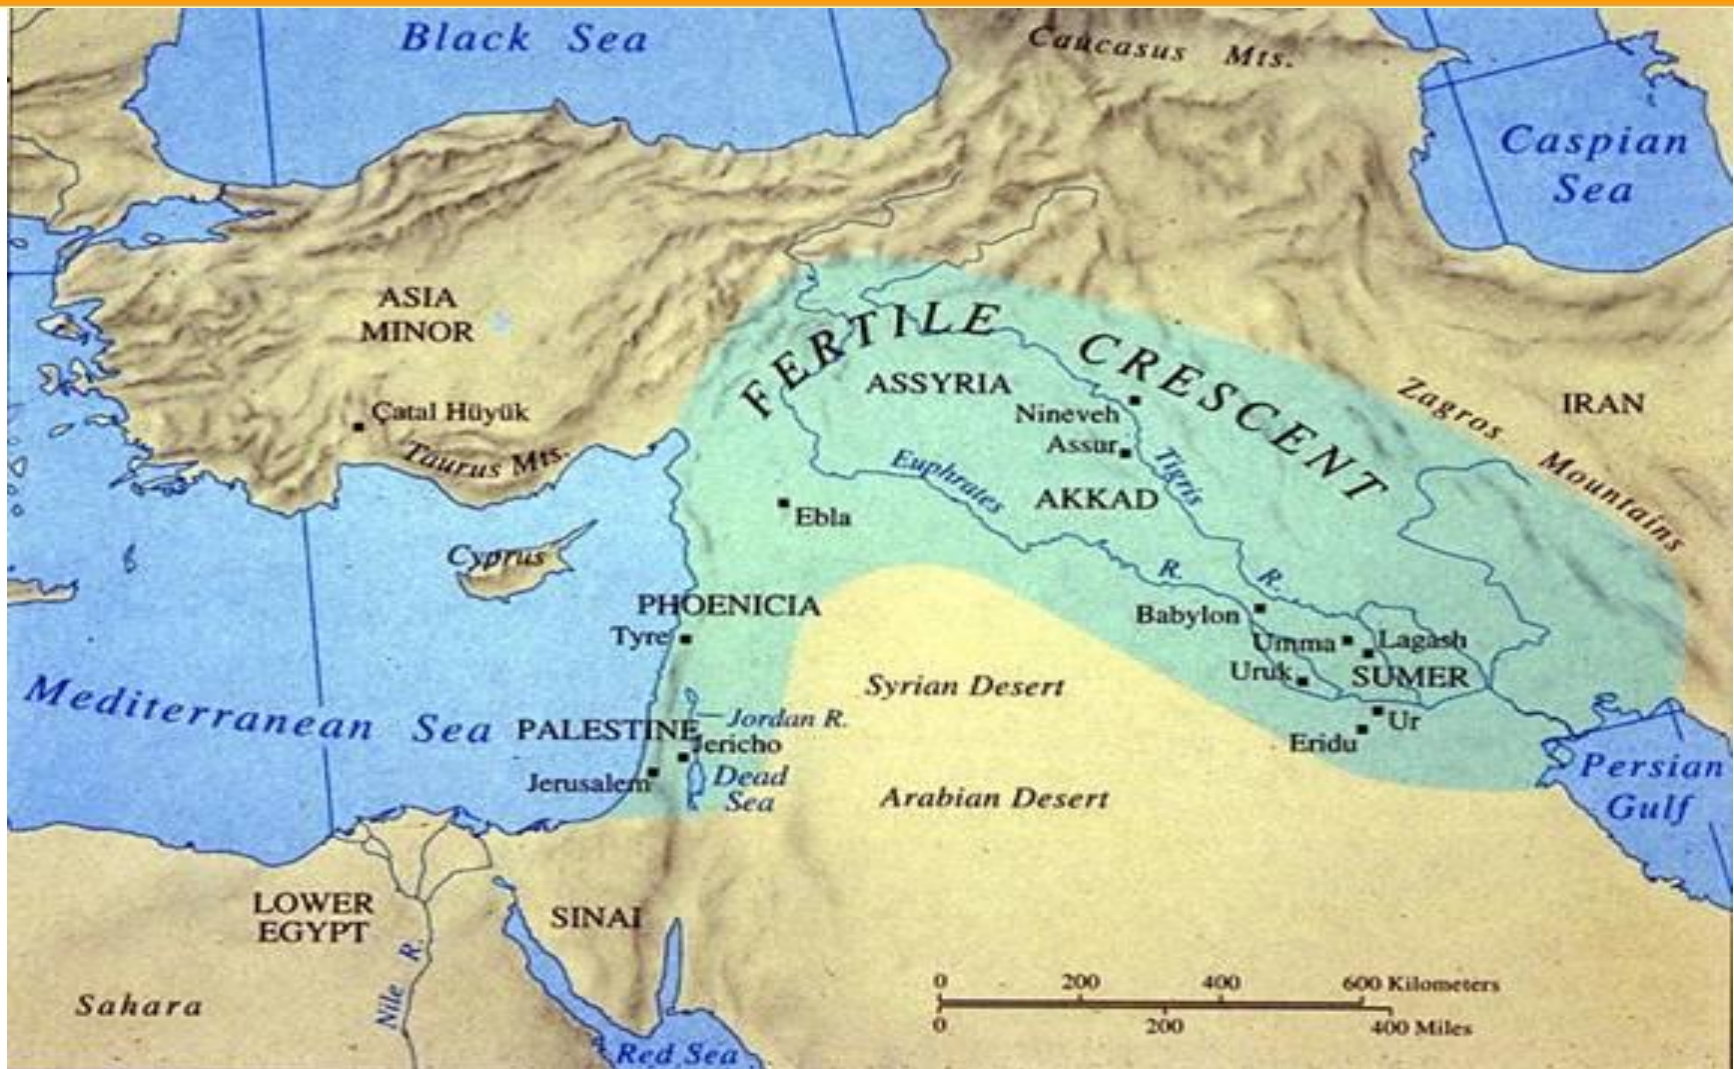 Black Sea
Caucasus Mts.
Caspian
Sea
ASIA
MINOR
FERTILE CRESCENT
ASSYRIA
Zagros Mountains
IRAN
Çatal Hüyük
Nineveh
Taurus Mts.
Assur
Tigris R.
Euphrates R.
AKKAD
Ebla
Cyprus
PHOENICIA
Babylon
Tyre
Umma
Lagash
Uruk
SUMER
Syrian Desert
Mediterranean Sea
PALESTINE
Jordan R.
Ur
Jericho
Eridu
Jerusalem
Dead
Sea
Persian
Gulf
Arabian Desert
LOWER
EGYPT
SINAI
Nile R.
Sahara
0 200 400 600 Kilometers
0 200 400 Miles
Red Sea